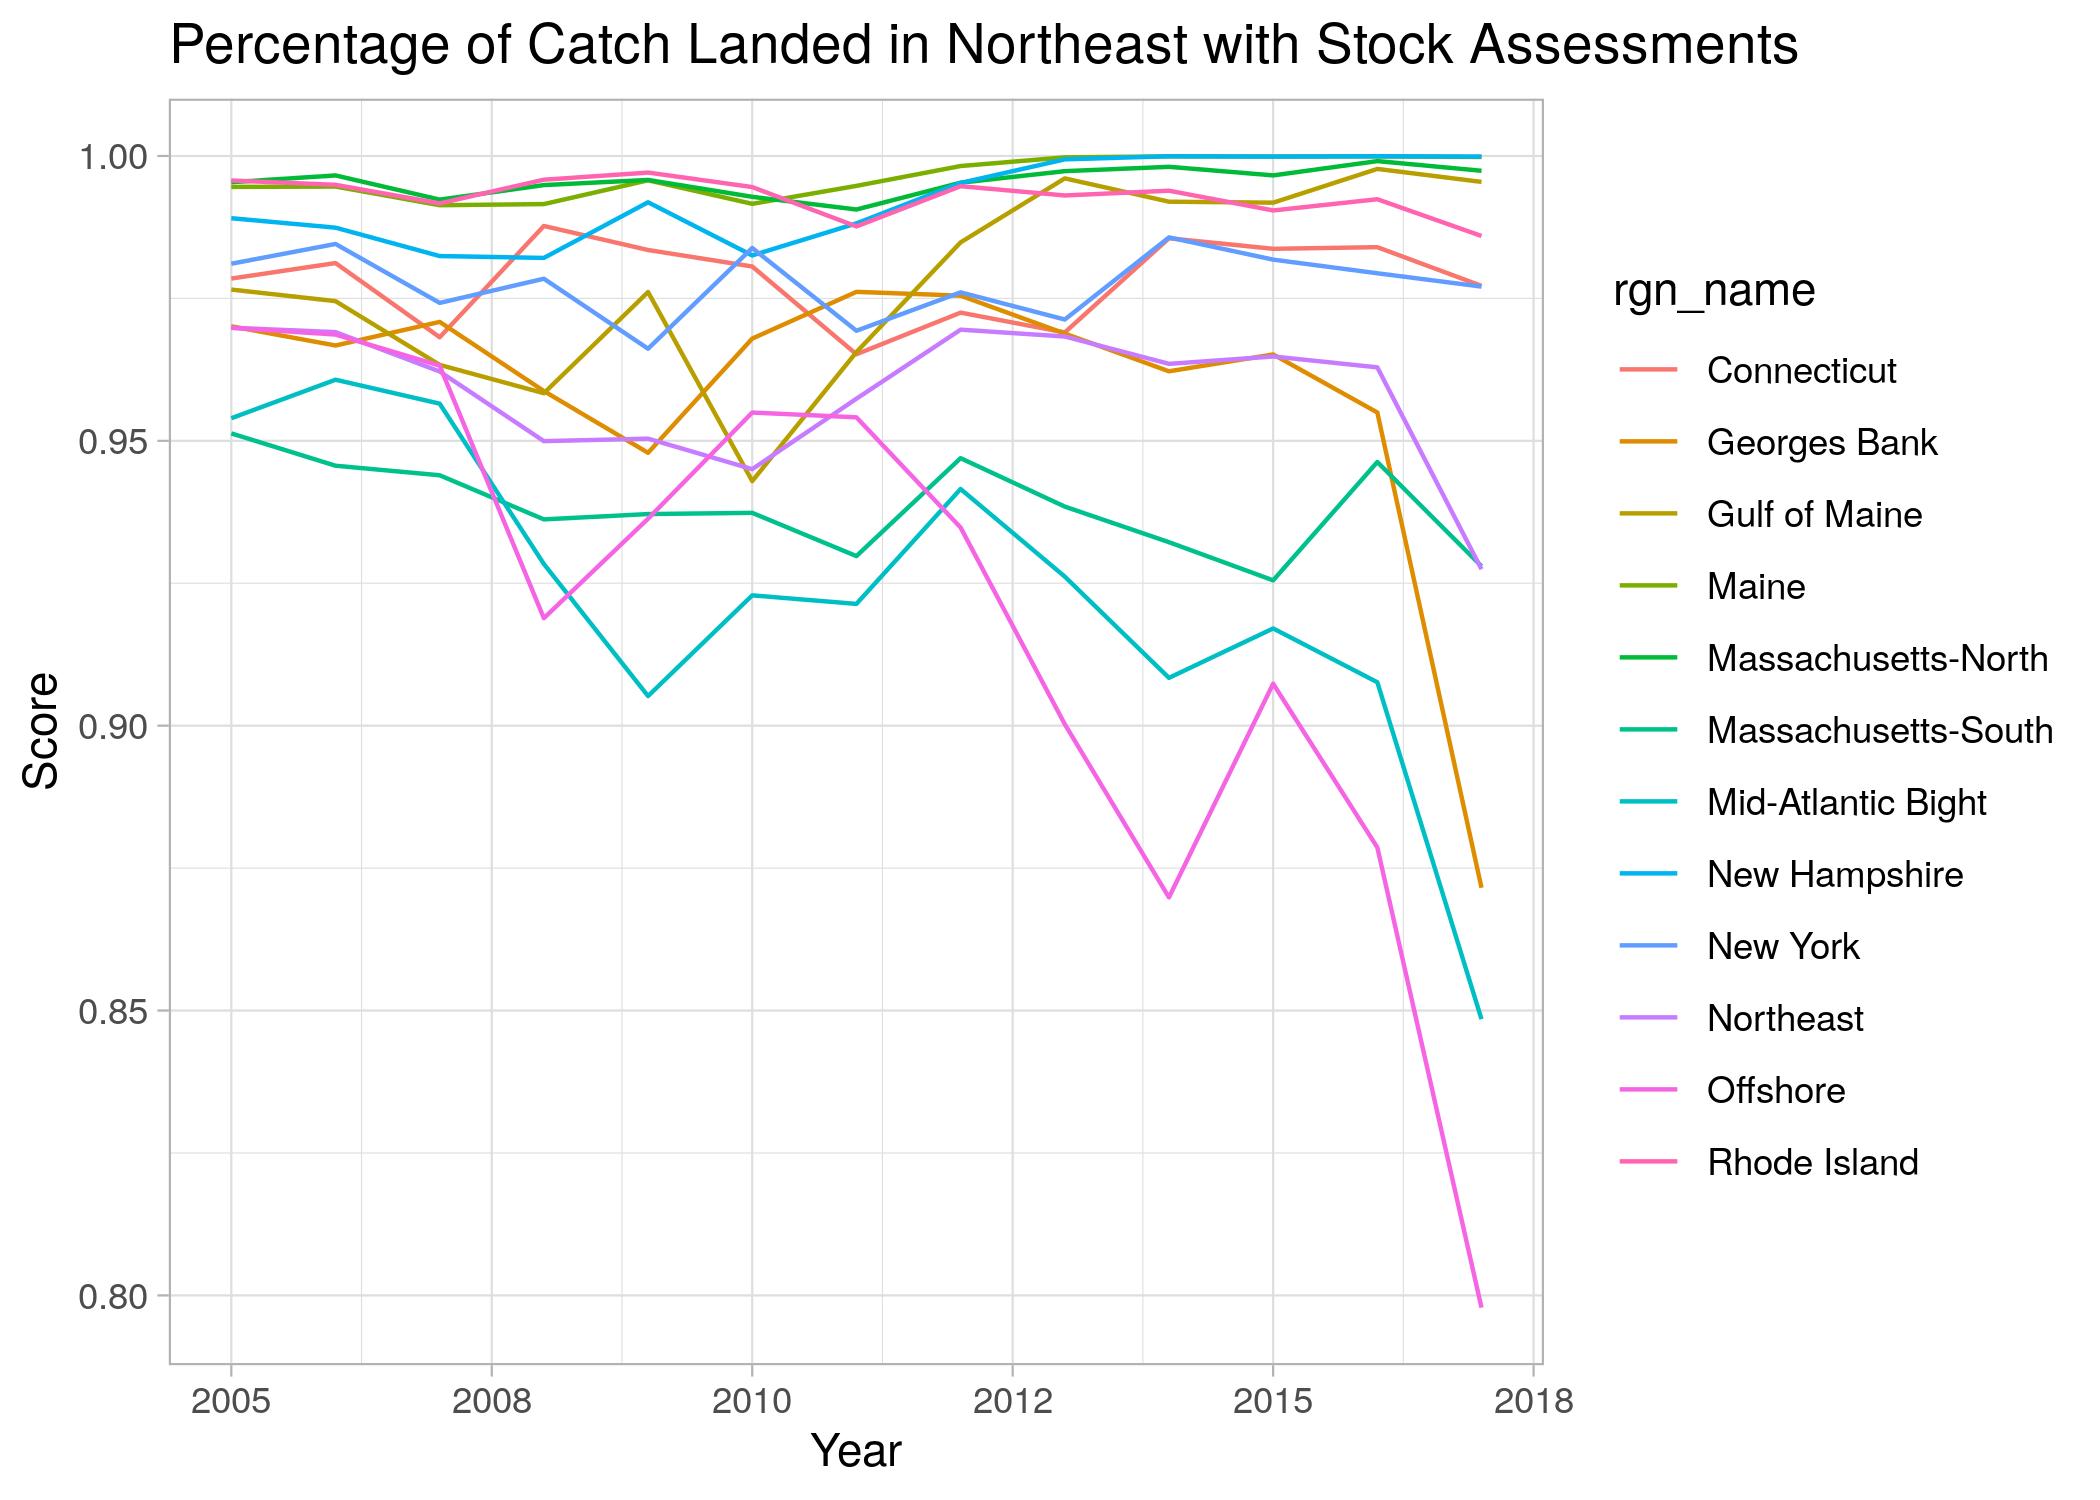 Percentage of Catch Landed in Northeast with Stock Assessments
1.00
0.95
0.90
0.85
0.80
Score
2005 2008 2010 2012 2015 2018
Year
rgn_name
Connecticut
Georges Bank
Gulf of Maine
Maine
Massachusetts-North
Massachusetts-South
Mid-Atlantic Bight
New Hampshire
New York
Northeast
Offshore
Rhode Island